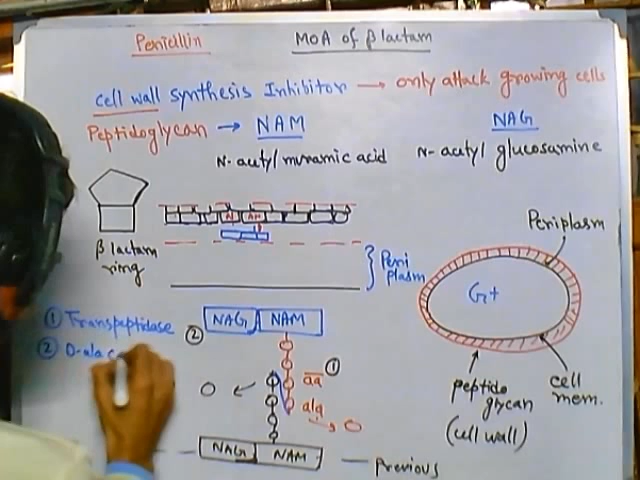 Penicillin
MOA of β lactam
cell wall synthesis Inhibitor → only attack growing cells
Peptidoglycan → NAM
NAG
N-acetyl muramic acid
N-acetyl glucosamine
β lactam
ring
Peri
plasm
Periplasm
G+
peptido
glycan
(cell wall)
cell
mem.
① Transpeptidase
② D-ala c
②
NAG NAM
①
aa
ala
NAG NAM
Previous